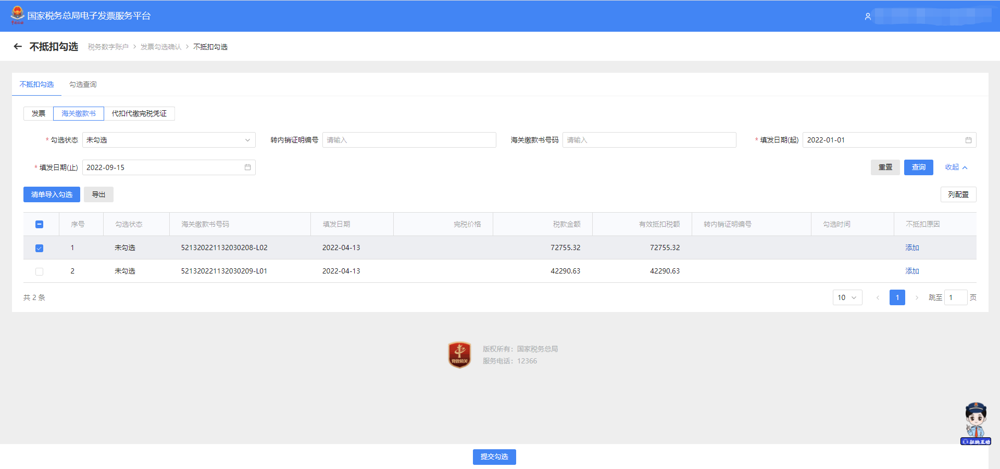 国家税务总局电子发票服务平台
不抵扣勾选 税务数字账户 > 发票勾选确认 > 不抵扣勾选
不抵扣勾选 勾选查询
发票 海关缴款书 代扣代缴完税凭证
* 勾选状态 未勾选 转内销证明编号 请输入 海关缴款书号码 请输入 * 填发日期(起) 2022-01-01
* 填发日期(止) 2022-09-15 重置 查询 收起
清单导入勾选 导出 列配置
序号 勾选状态 海关缴款书号码 填发日期 完税价格 税款金额 有效抵扣税额 转内销证明编号 勾选时间 不抵扣原因
1 未勾选 521320221132030208-L02 2022-04-13 72755.32 72755.32 添加
2 未勾选 521320221132030209-L01 2022-04-13 42290.63 42290.63 添加
共 2 条 10 < 1 > 跳至 1 页
党政机关
版权所有：国家税务总局
服务电话：12366
征纳互动
提交勾选